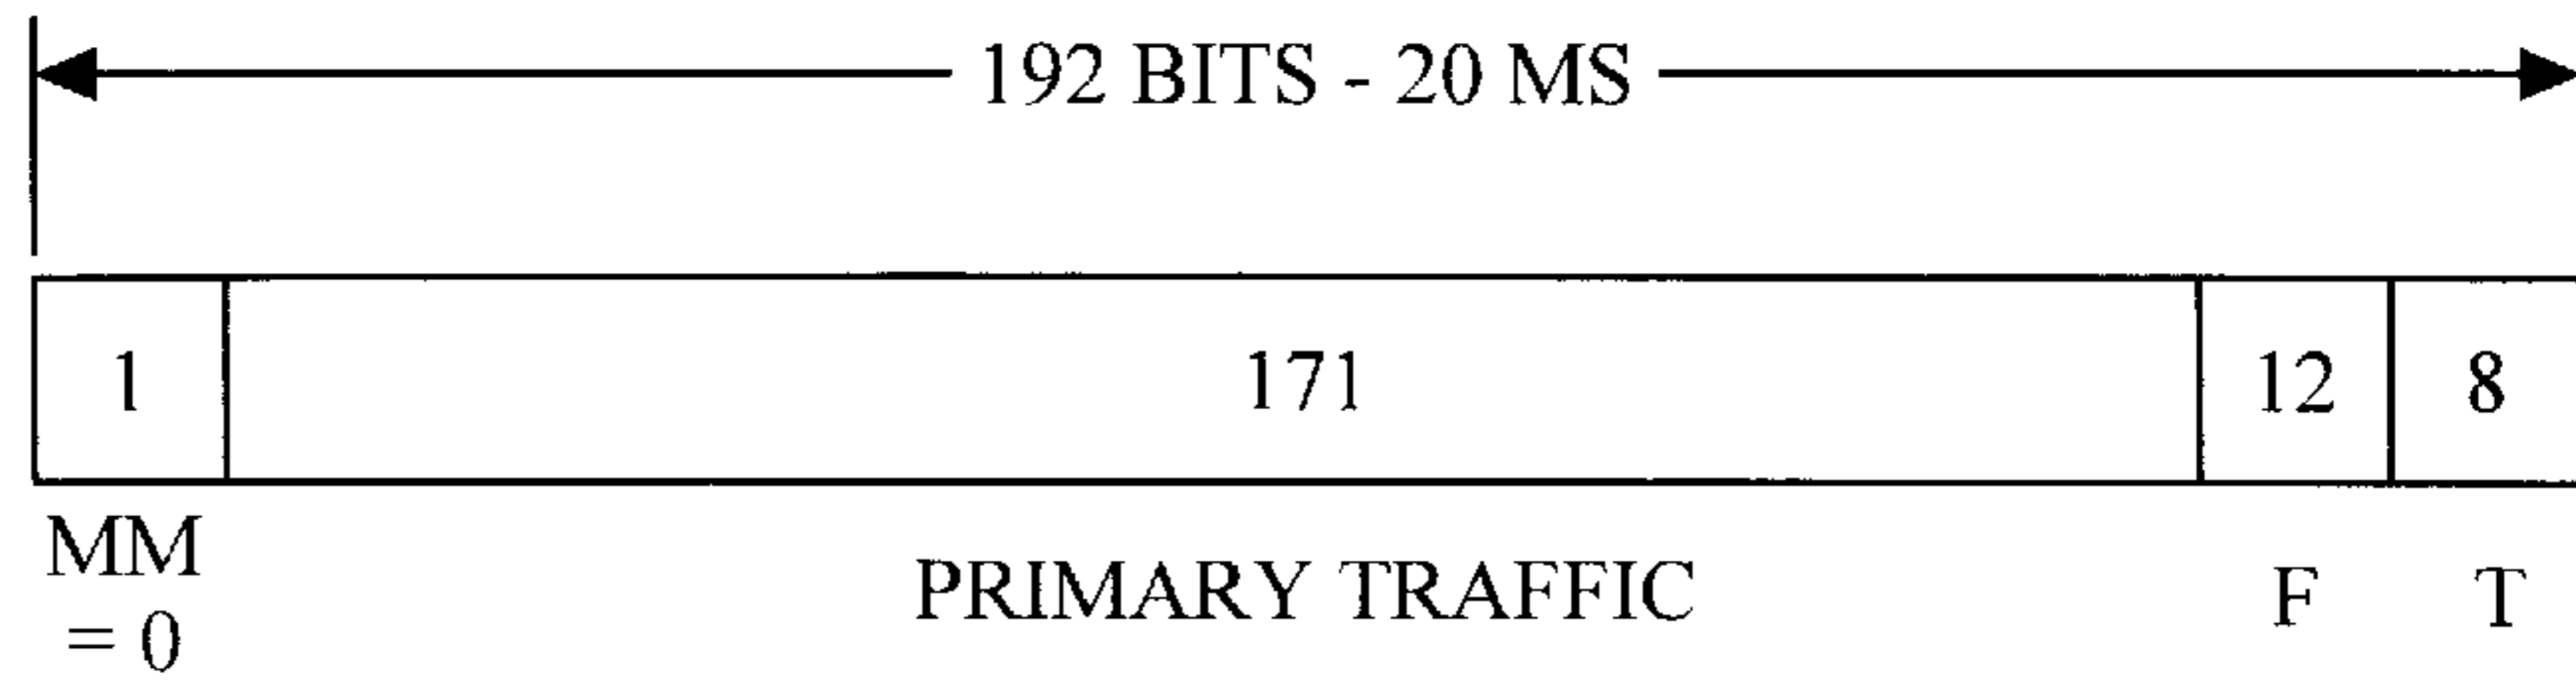 192 BITS - 20 MS
1 171 12 8
MM
= 0
PRIMARY TRAFFIC F T